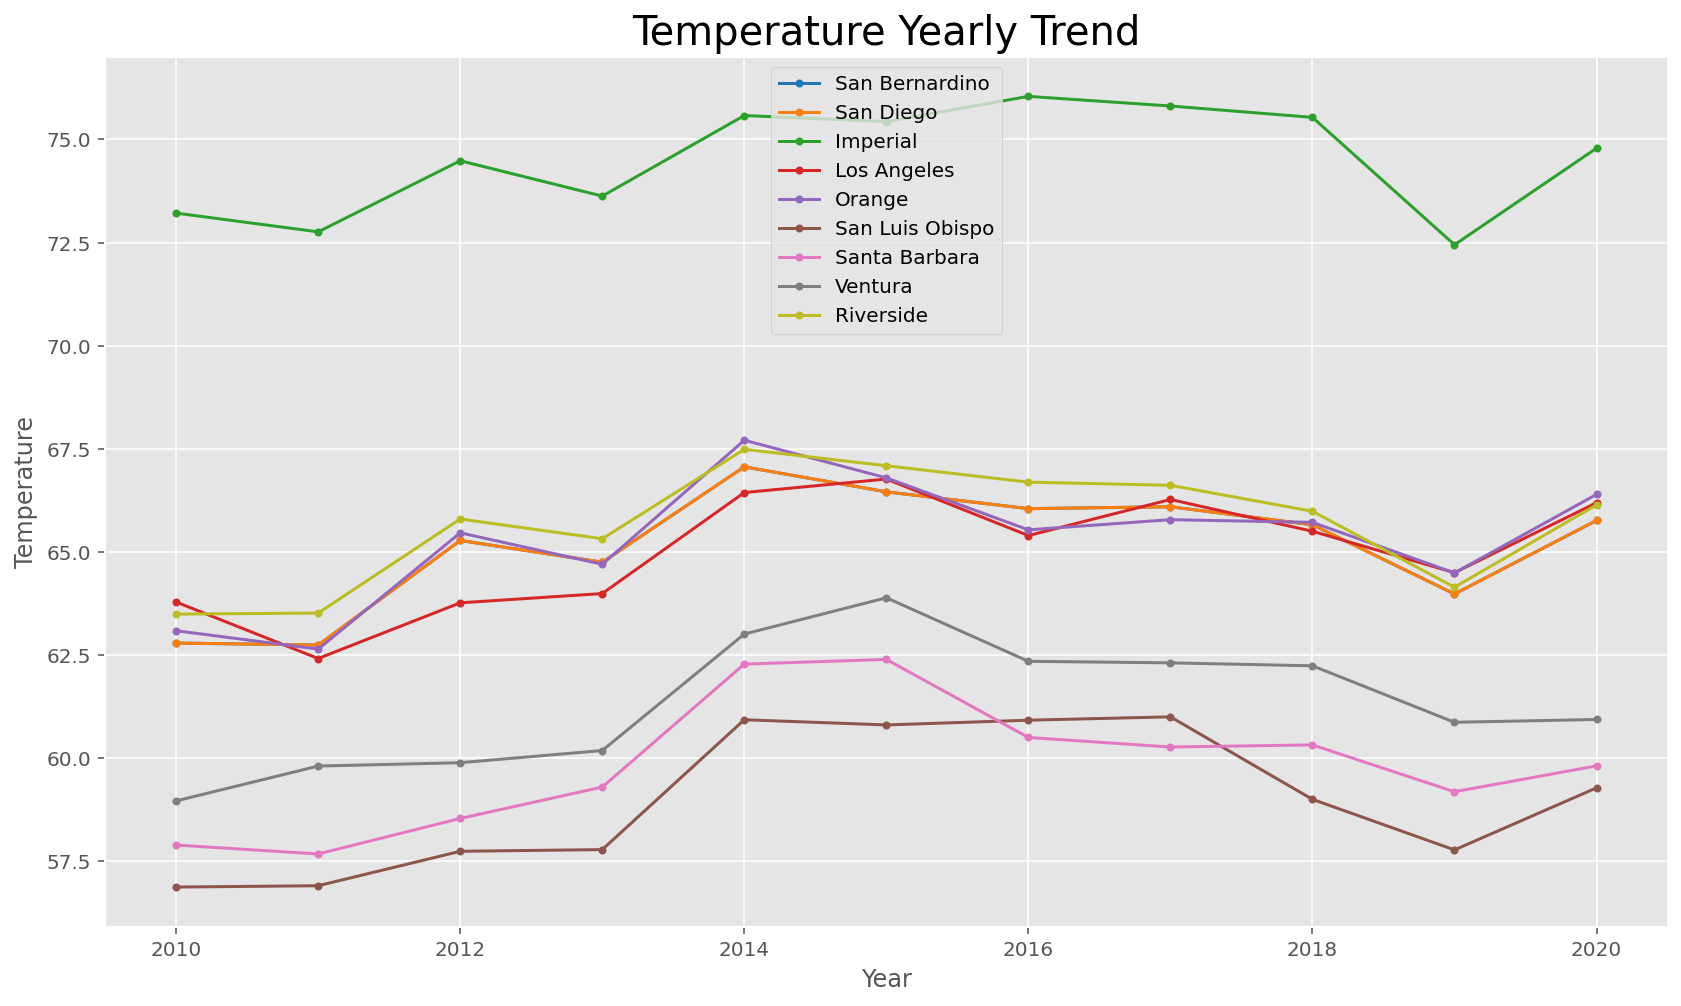 Temperature Yearly Trend
San Bernardino
San Diego
Imperial
Los Angeles
Orange
San Luis Obispo
Santa Barbara
Ventura
Riverside
Temperature
75.0
72.5
70.0
67.5
65.0
62.5
60.0
57.5
2010 2012 2014 2016 2018 2020
Year